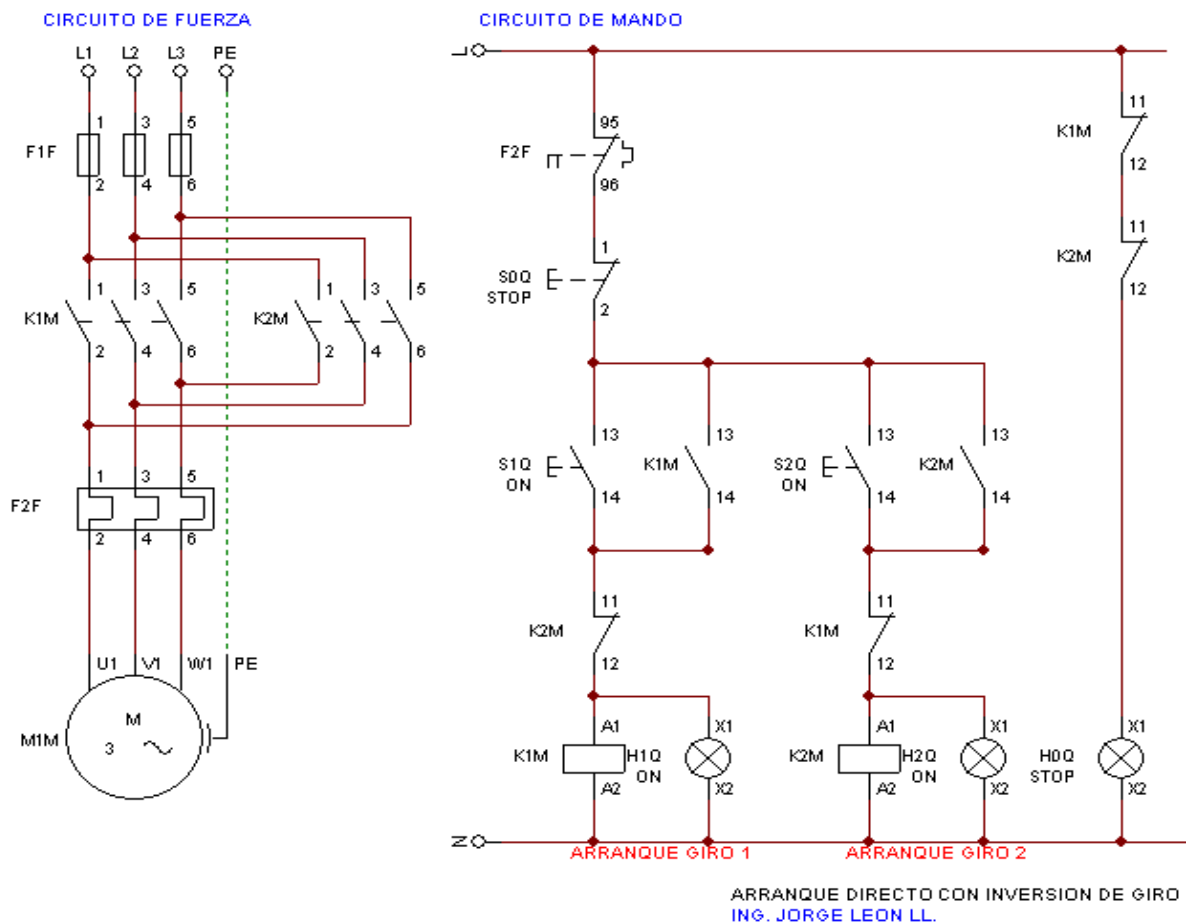 CIRCUITO DE FUERZA
CIRCUITO DE MANDO
L1 L2 L3 PE
L
1 3 5
F1F
2 4 6
95
F2F
96
11
K1M
12
1
S0Q
STOP
2
11
K2M
12
1 3 5
K1M
2 4 6
1 3 5
K2M
2 4 6
13
S1Q
ON
14
13
K1M
14
13
S2Q
ON
14
13
K2M
14
1 3 5
F2F
2 4 6
11
K2M
12
11
K1M
12
U1 V1 W1 PE
M
3
M1M
A1
K1M
A2
X1
H1Q
ON
X2
A1
K2M
A2
X1
H2Q
ON
X2
X1
H0Q
STOP
X2
N
ARRANQUE GIRO 1
ARRANQUE GIRO 2
ARRANQUE DIRECTO CON INVERSION DE GIRO
ING. JORGE LEON LL.